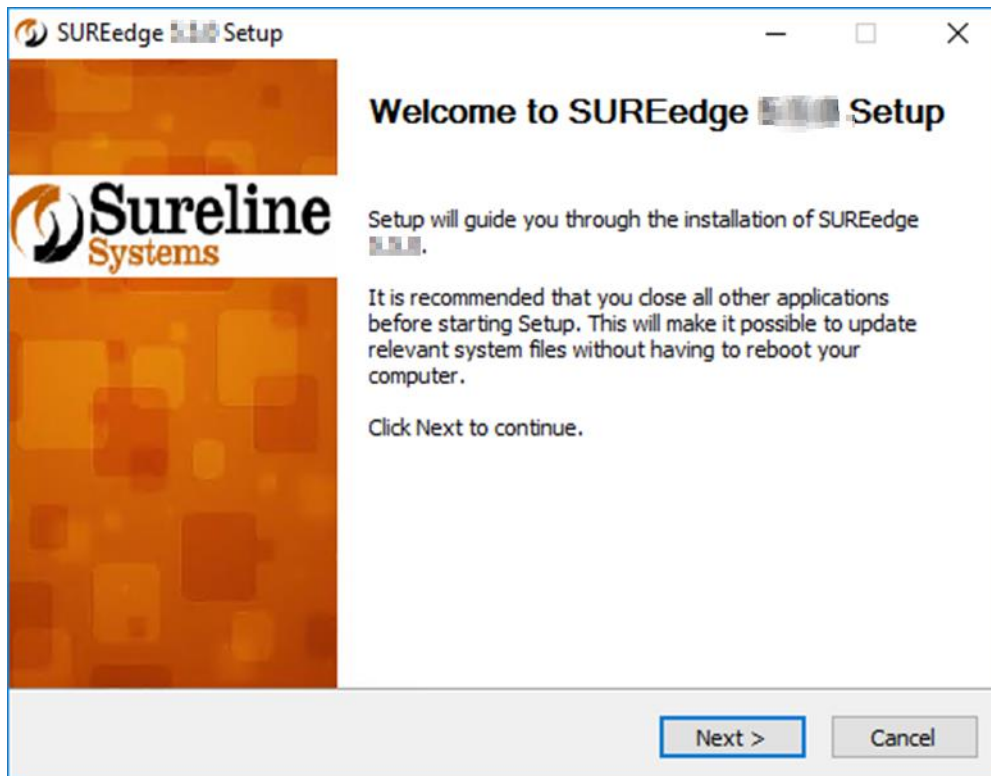 SUREedge Setup
Welcome to SUREedge Setup
Sureline
Systems
Setup will guide you through the installation of SUREedge
.
It is recommended that you close all other applications
before starting Setup. This will make it possible to update
relevant system files without having to reboot your
computer.
Click Next to continue.
Next >
Cancel